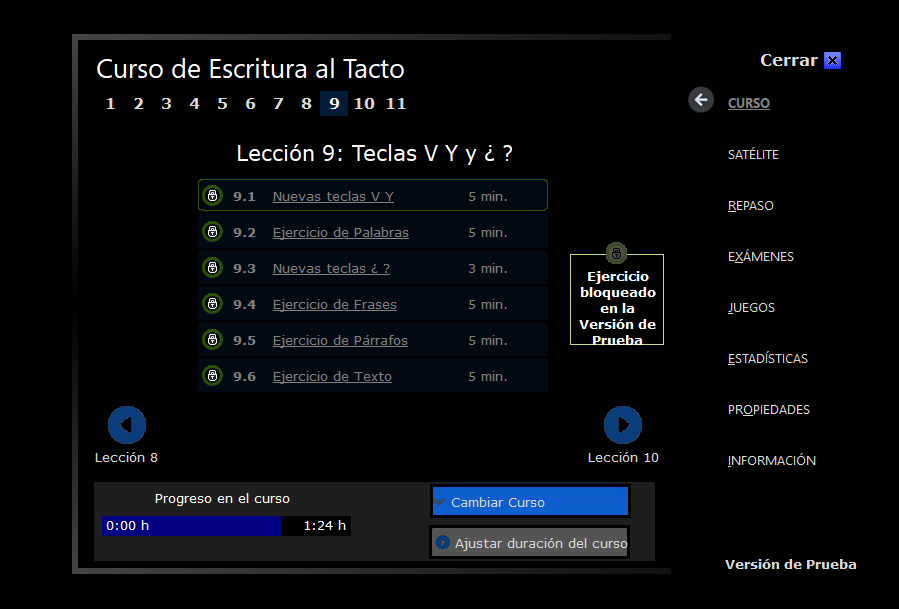 Curso de Escritura al Tacto
1 2 3 4 5 6 7 8 9 10 11
Lección 9: Teclas V Y y ¿ ?
9.1 Nuevas teclas V Y 5 min.
9.2 Ejercicio de Palabras 5 min.
9.3 Nuevas teclas ¿ ? 3 min.
9.4 Ejercicio de Frases 5 min.
9.5 Ejercicio de Párrafos 5 min.
9.6 Ejercicio de Texto 5 min.
Ejercicio
bloqueado
en la
Versión de
Prueba
Lección 8
Lección 10
Progreso en el curso
0:00 h 1:24 h
Cambiar Curso
Ajustar duración del curso
Cerrar
CURSO
SATÉLITE
REPASO
EXÁMENES
JUEGOS
ESTADÍSTICAS
PROPIEDADES
INFORMACIÓN
Versión de Prueba